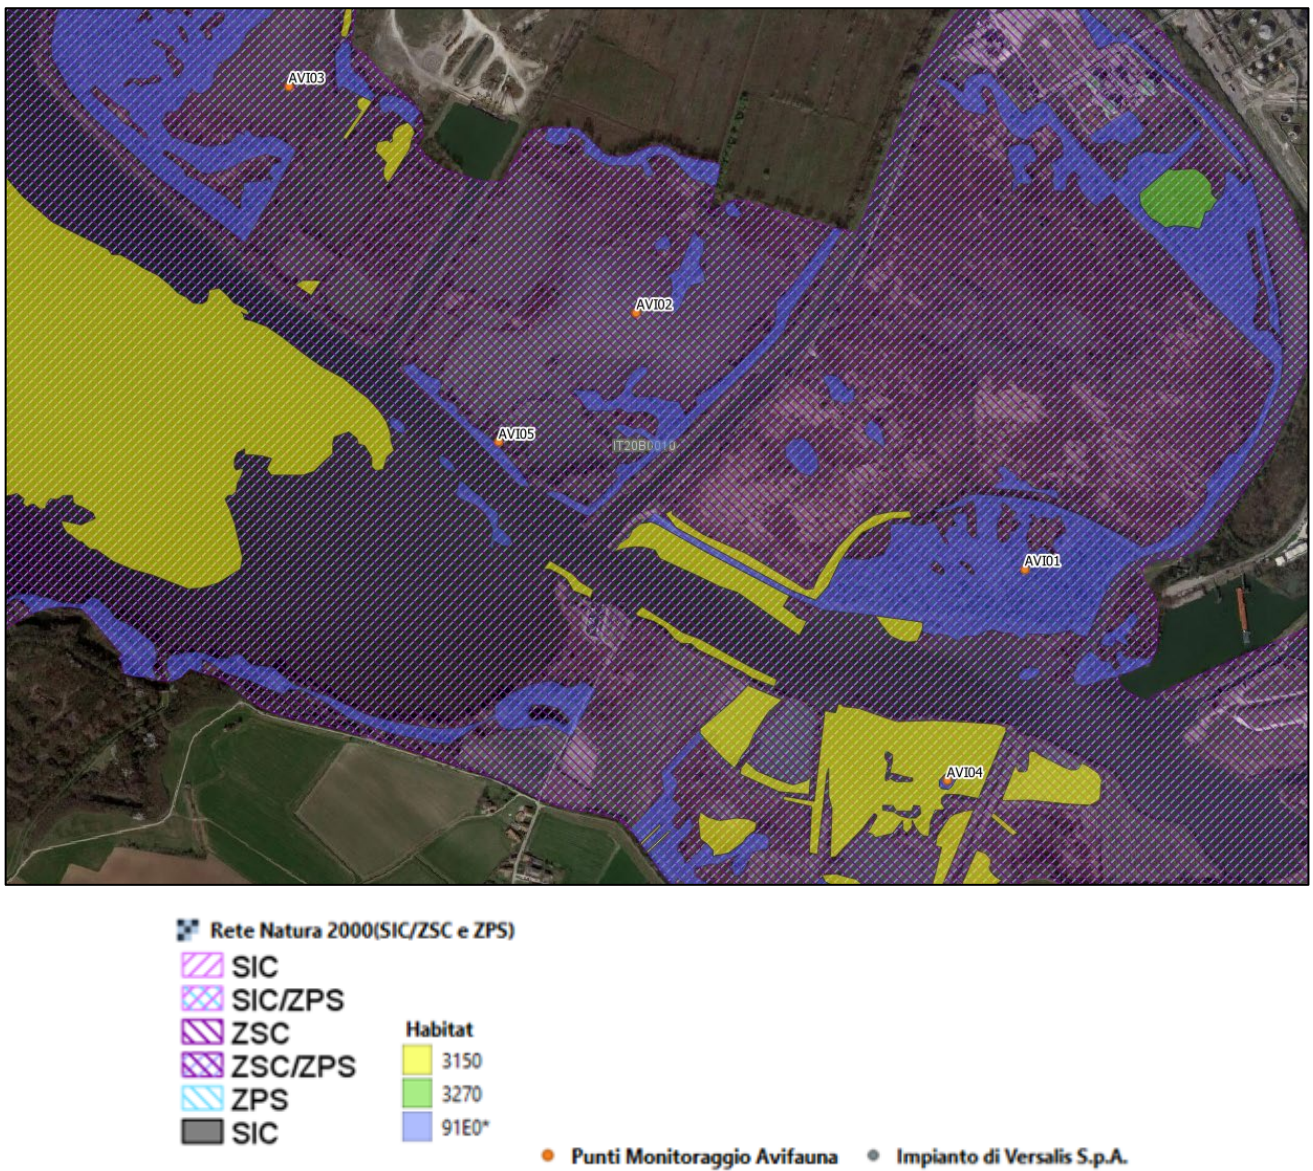 AVI03
AVI02
AVI05
IT20B0010
AVI01
AVI04
Rete Natura 2000(SIC/ZSC e ZPS)
SIC
SIC/ZPS
ZSC
ZSC/ZPS
ZPS
SIC
Habitat
3150
3270
91E0*
Punti Monitoraggio Avifauna
Impianto di Versalis S.p.A.